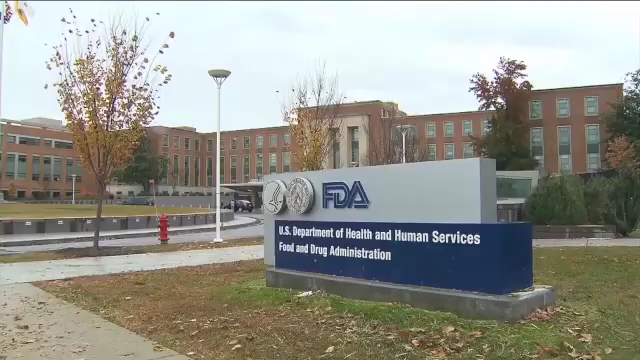 FDA
U.S. Department of Health and Human Services
Food and Drug Administration